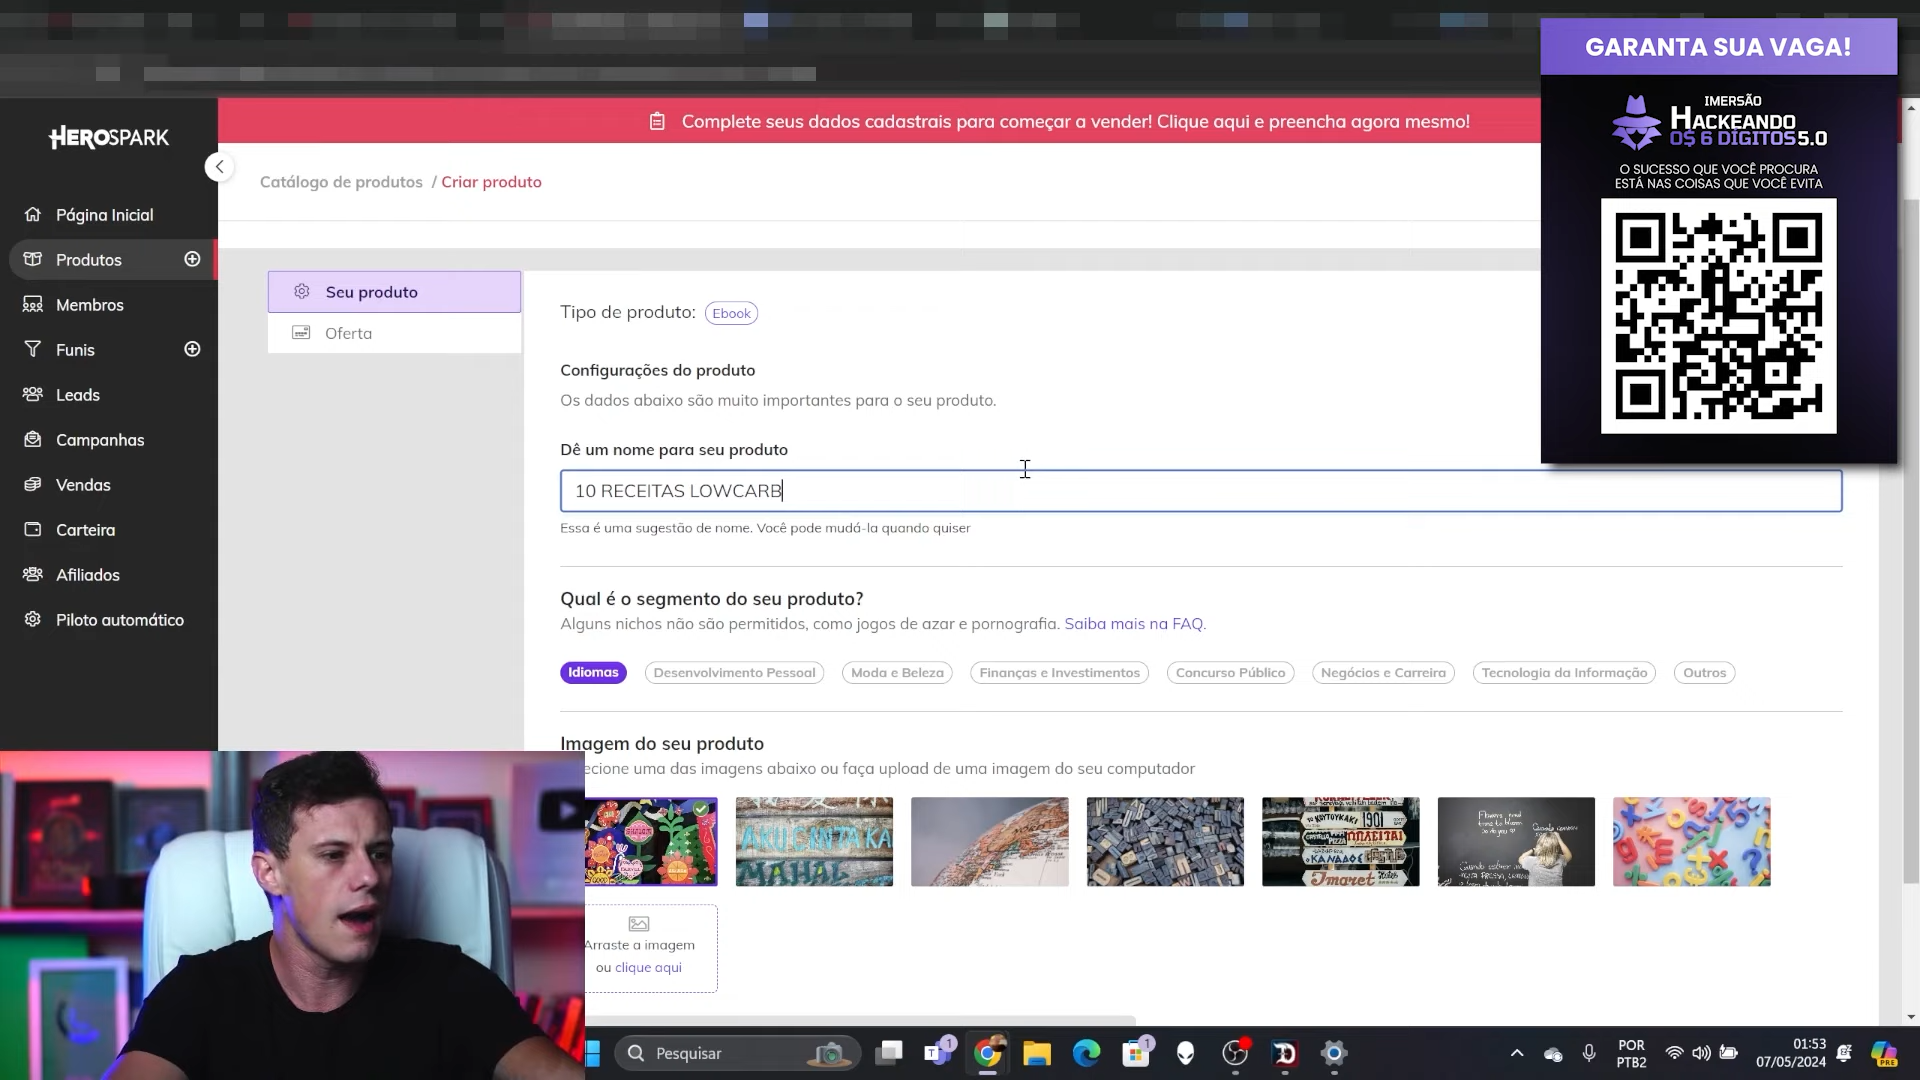 GARANTA SUA VAGA!
IMERSÃO
HACKEANDO
O$ 6 DÍGITOS 5.0
O SUCESSO QUE VOCÊ PROCURA
ESTÁ NAS COISAS QUE VOCÊ EVITA
HEROSPARK
Complete seus dados cadastrais para começar a vender! Clique aqui e preencha agora mesmo!
Catálogo de produtos / Criar produto
Página Inicial
Produtos
Membros
Funis
Leads
Campanhas
Vendas
Carteira
Afiliados
Piloto automático
Seu produto
Oferta
Tipo de produto: Ebook
Configurações do produto
Os dados abaixo são muito importantes para o seu produto.
Dê um nome para seu produto
10 RECEITAS LOWCARB
Essa é uma sugestão de nome. Você pode mudá-la quando quiser
Qual é o segmento do seu produto?
Alguns nichos não são permitidos, como jogos de azar e pornografia. Saiba mais na FAQ.
Idiomas Desenvolvimento Pessoal Moda e Beleza Finanças e Investimentos Concurso Público Negócios e Carreira Tecnologia da Informação Outros
Imagem do seu produto
uma das imagens abaixo ou faça upload de uma imagem do seu computador
MAHAL
1901
Imaret
Arraste a imagem
ou clique aqui
Pesquisar
1
1
POR
PTB2
01:53
07/05/2024
PRE